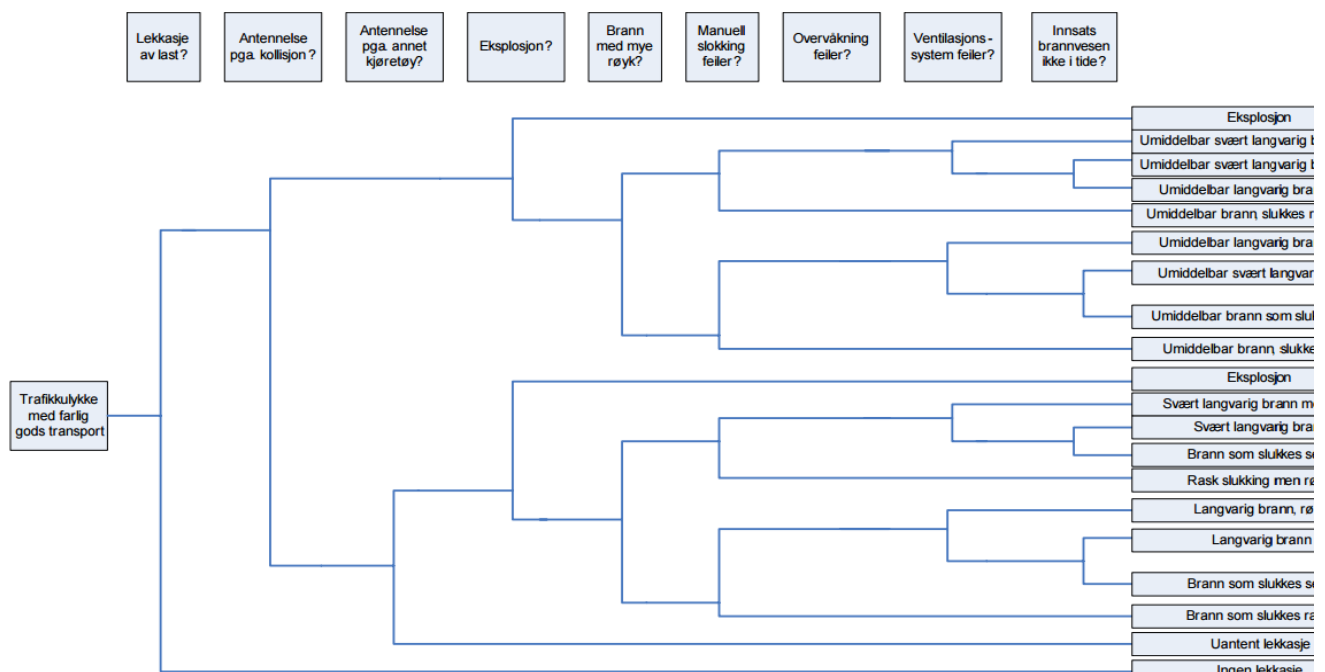 Lekkasje
av last?
Antennelse
pga. kollisjon?
Antennelse
pga. annet
kjøretøy?
Eksplosjon?
Brann
med mye
røyk?
Manuell
slokking
feiler?
Overvåkning
feiler?
Ventilasjons-
system feiler?
Innsats
brannvesen
ikke i tide?
Trafikkulykke
med farlig
gods transport
Eksplosjon
Umiddelbar svært langvarig
Umiddelbar svært langvarig
Umiddelbar langvarig
Umiddelbar brann, slukkes
Umiddelbar langvarig
Umiddelbar svært
Umiddelbar brann som
Umiddelbar brann,
Eksplosjon
Svært langvarig brann
Svært langvarig
Brann som slukkes
Rask slukking men
Langvarig brann,
Langvarig brann
Brann som slukkes
Brann som slukkes
Uantent lekkasje
Ingen lekkasje